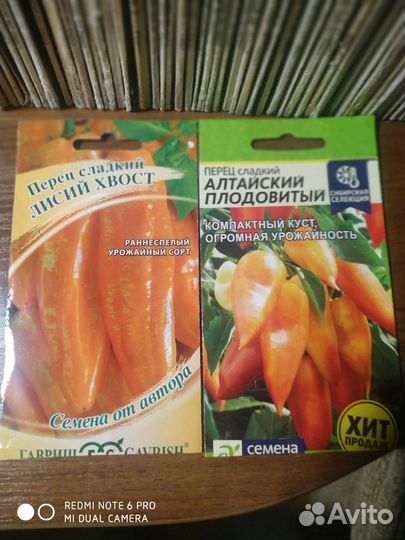 Перец сладкий
ЛИСИЙ ХВОСТ
РАННЕСПЕЛЫЙ
УРОЖАЙНЫЙ СОРТ
Семена от автора
ГАВРИШ GAVRISH
ПЕРЕЦ СЛАДКИЙ
АЛТАЙСКИЙ
ПЛОДОВИТЫЙ
СИБИРСКАЯ
СЕЛЕКЦИЯ
КОМПАКТНЫЙ КУСТ,
ОГРОМНАЯ УРОЖАЙНОСТЬ
ХИТ
ПРОДАЖ
семена
REDMI NOTE 6 PRO
MI DUAL CAMERA
Avito